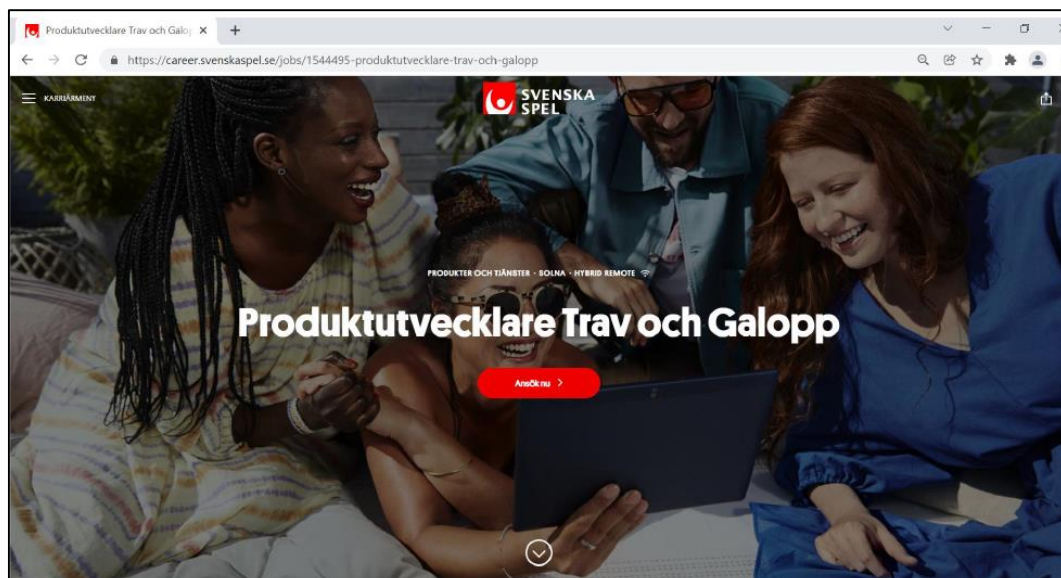 Produktutvecklare Trav och Galo
https://career.svenskaspel.se/jobs/1544495-produktutvecklare-trav-och-galopp
KARRIÄRMENY
SVENSKA
SPEL
PRODUKTER OCH TJÄNSTER · SOLNA · HYBRID REMOTE
Produktutvecklare Trav och Galopp
Ansök nu